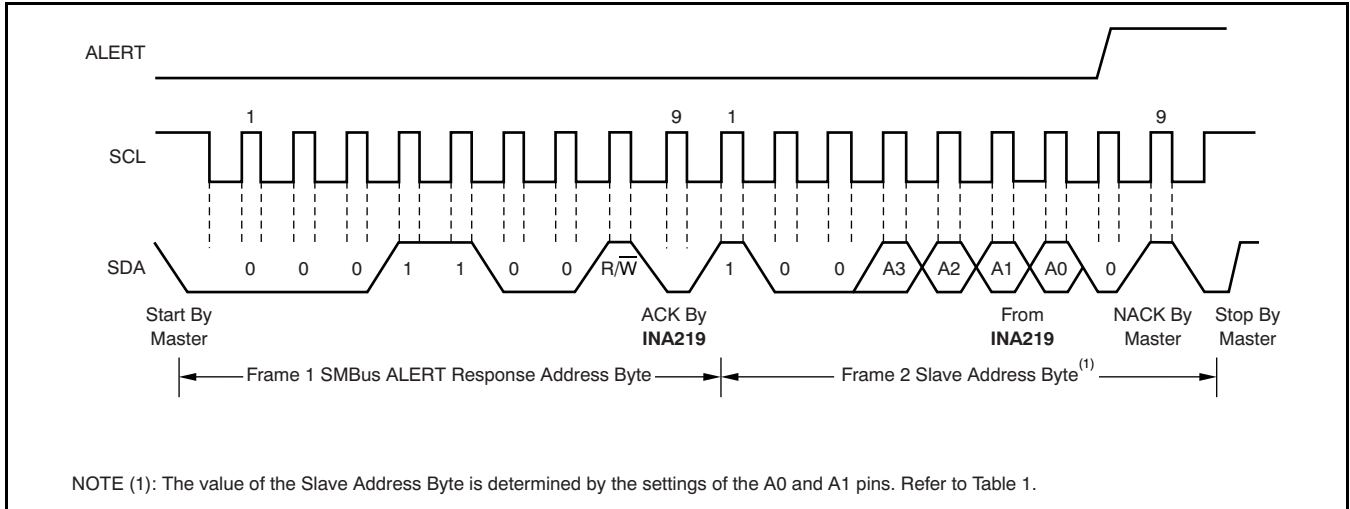 ALERT
1 9 1 9
SCL
SDA 0 0 0 1 1 0 0 R/W̅ 1 0 0 A3 A2 A1 A0 0
Start By
Master
ACK By
INA219
From
INA219
NACK By
Master
Stop By
Master
Frame 1 SMBus ALERT Response Address Byte
Frame 2 Slave Address Byte(1)
NOTE (1): The value of the Slave Address Byte is determined by the settings of the A0 and A1 pins. Refer to Table 1.